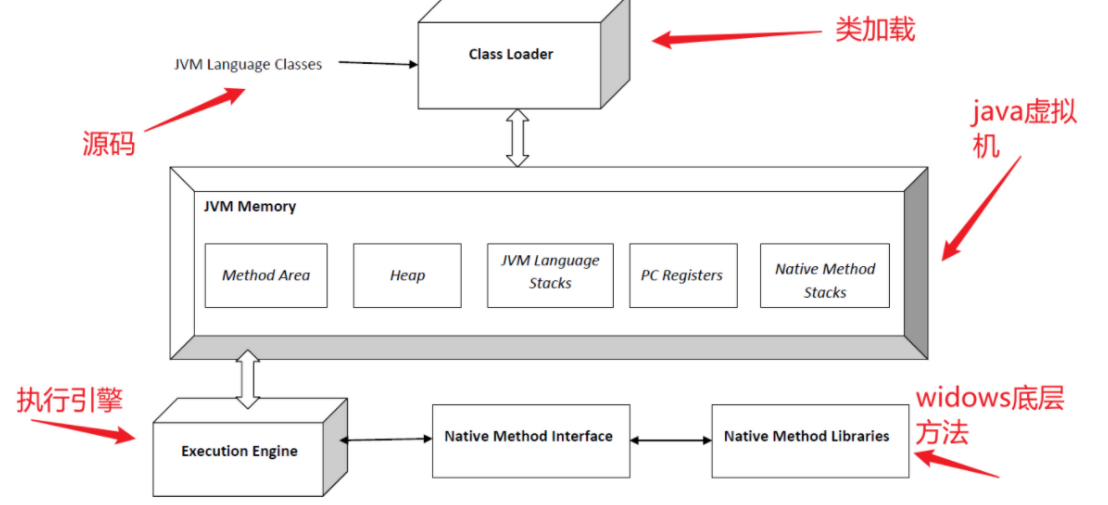 Class Loader
类加载
JVM Language Classes
源码
java虚拟
机
JVM Memory
Method Area
Heap
JVM Language
Stacks
PC Registers
Native Method
Stacks
执行引擎
Execution Engine
Native Method Interface
Native Method Libraries
widows底层
方法